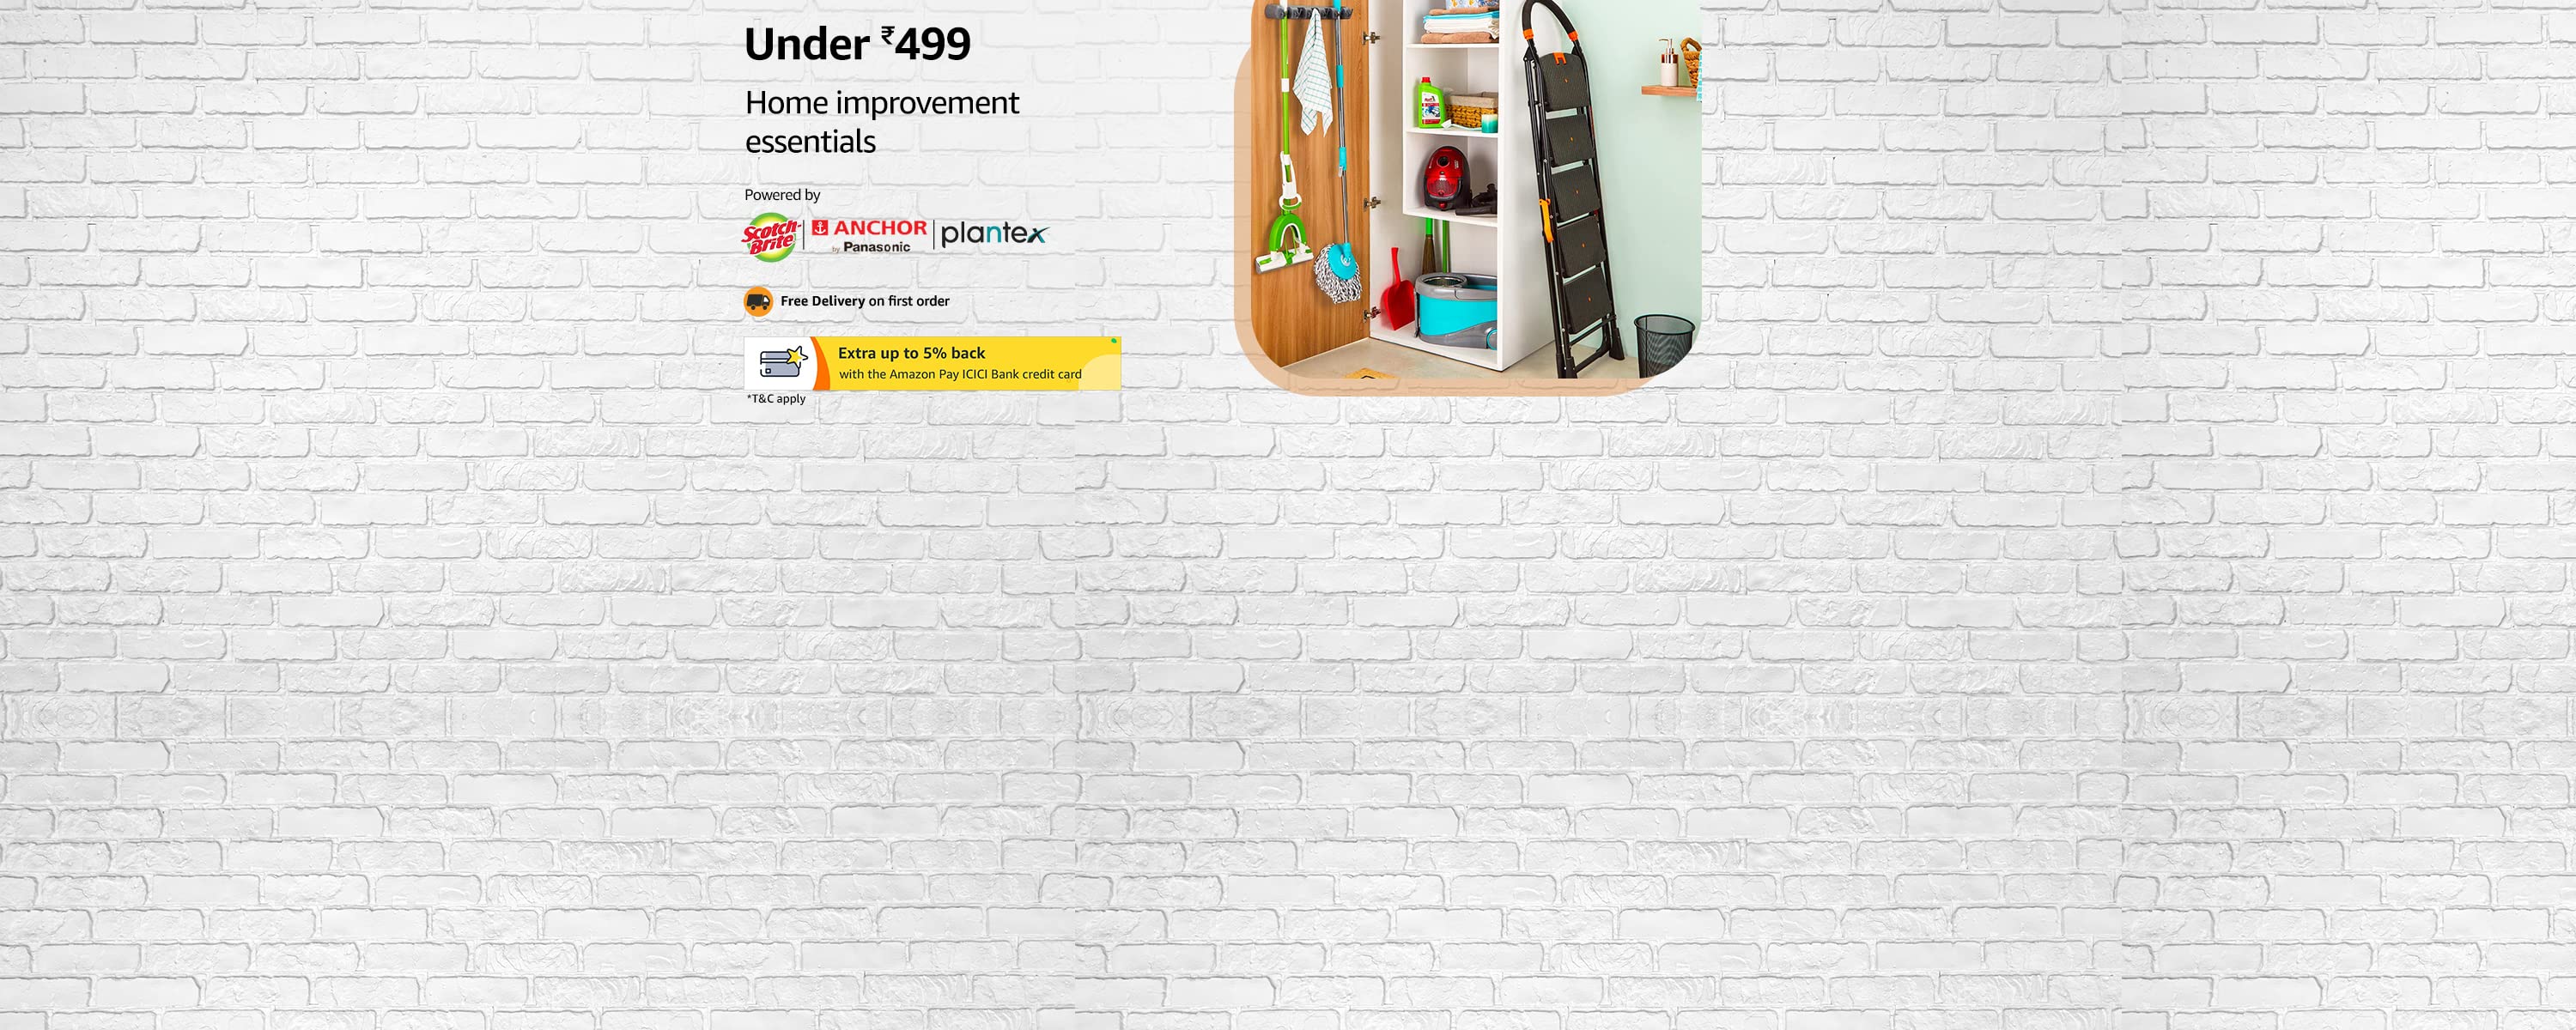 Under ₹499
Home improvement
essentials
Powered by
Scotch-
Brite
ANCHOR
by Panasonic
plantex
Free Delivery on first order
Extra up to 5% back
with the Amazon Pay ICICI Bank credit card
*T&C apply